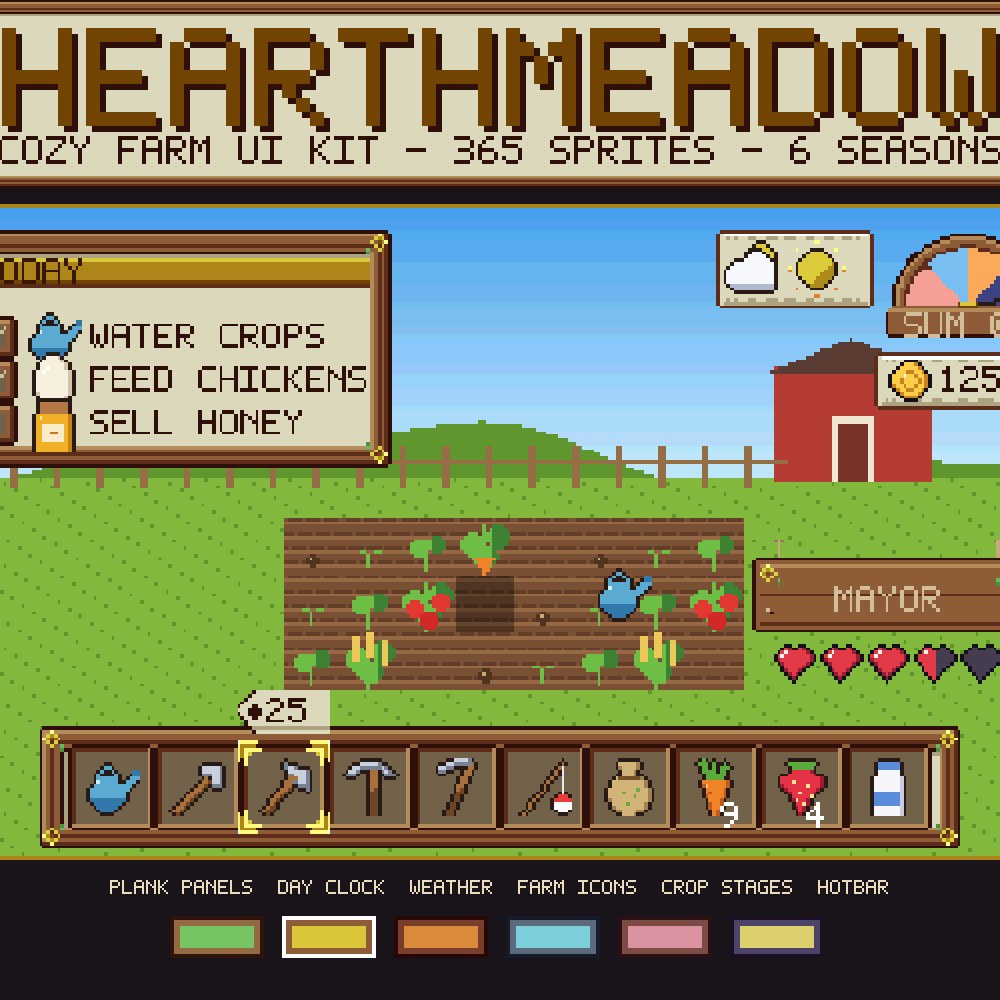 HEARTHMEADOW
COZY FARM UI KIT - 365 SPRITES - 6 SEASONS
ODAY
WATER CROPS
FEED CHICKENS
SELL HONEY
SUM
125
MAYOR
25
9
4
PLANK PANELS DAY CLOCK WEATHER FARM ICONS CROP STAGES HOTBAR